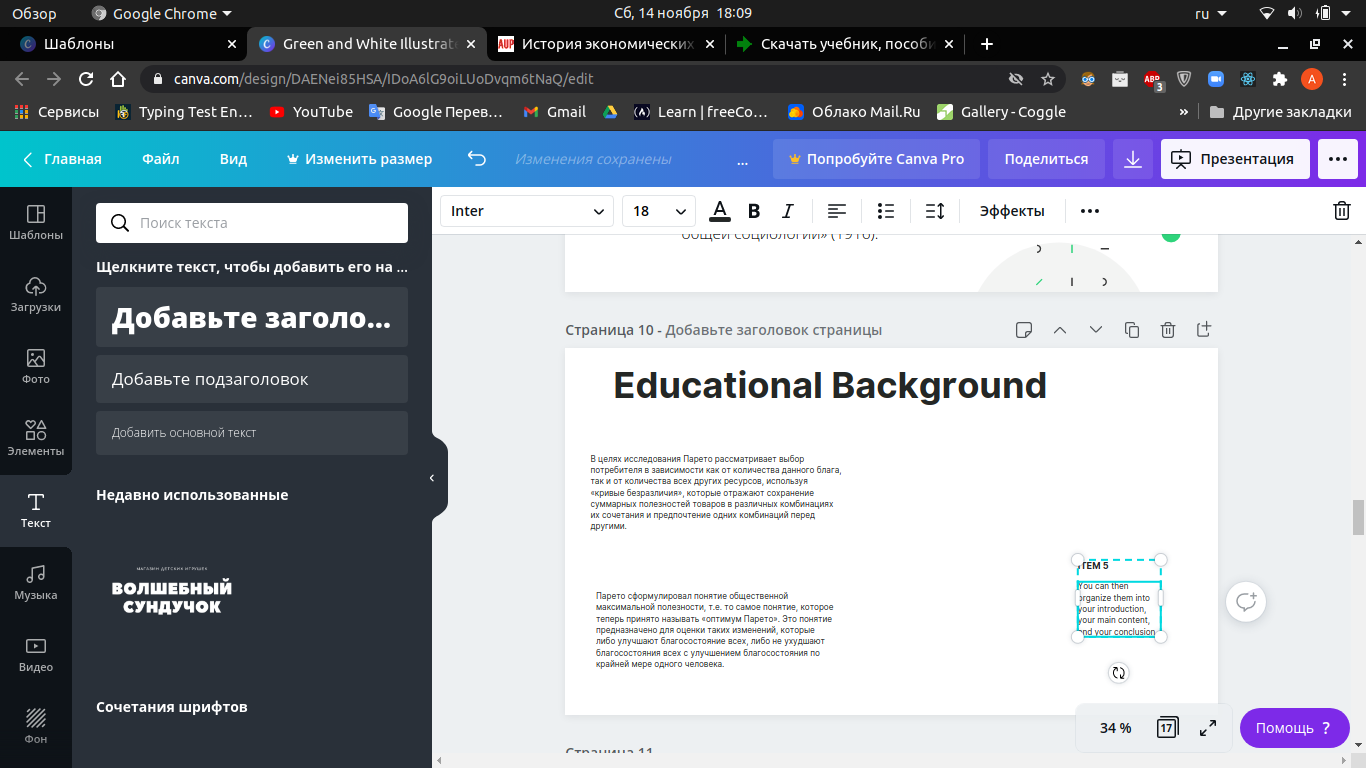 Обзор
Google Chrome
Сб, 14 ноября 18:09
ru
Шаблоны
Green and White Illustrate
История экономических
Скачать учебник, пособи
canva.com/design/DAENei85HSA/IDoA6lG9oiLUoDvqm6tNaQ/edit
ABP
3
A
Сервисы
Typing Test En…
YouTube
Google Перев…
Gmail
Learn | freeCo…
Облако Mail.Ru
Gallery - Coggle
»
Другие закладки
Главная
Файл
Вид
Изменить размер
Изменения сохранены
...
Попробуйте Canva Pro
Поделиться
Презентация
Inter
18
A
B
I
Эффекты
Шаблоны
Загрузки
Фото
Элементы
Текст
Музыка
Видео
Фон
Поиск текста
Щелкните текст, чтобы добавить его на ...
Добавьте заголо...
Добавьте подзаголовок
Добавить основной текст
Недавно использованные
МАГАЗИН ДЕТСКИХ ИГРУШЕК
ВОЛШЕБНЫЙ
СУНДУЧОК
Сочетания шрифтов
общей социологии» (1916).
Страница 10 - Добавьте заголовок страницы
Educational Background
В целях исследования Парето рассматривает выбор
потребителя в зависимости как от количества данного блага,
так и от количества всех других ресурсов, используя
«кривые безразличия», которые отражают сохранение
суммарных полезностей товаров в различных комбинациях
их сочетания и предпочтение одних комбинаций перед
другими.
Парето сформулировал понятие общественной
максимальной полезности, т.е. то самое понятие, которое
теперь принято называть «оптимум Парето». Это понятие
предназначено для оценки таких изменений, которые
либо улучшают благосостояние всех, либо не ухудшают
благосостояния всех с улучшением благосостояния по
крайней мере одного человека.
ITEM 5
You can then
organize them into
your introduction,
your main content,
and your conclusion
Страница 11
34 %
17
Помощь ?